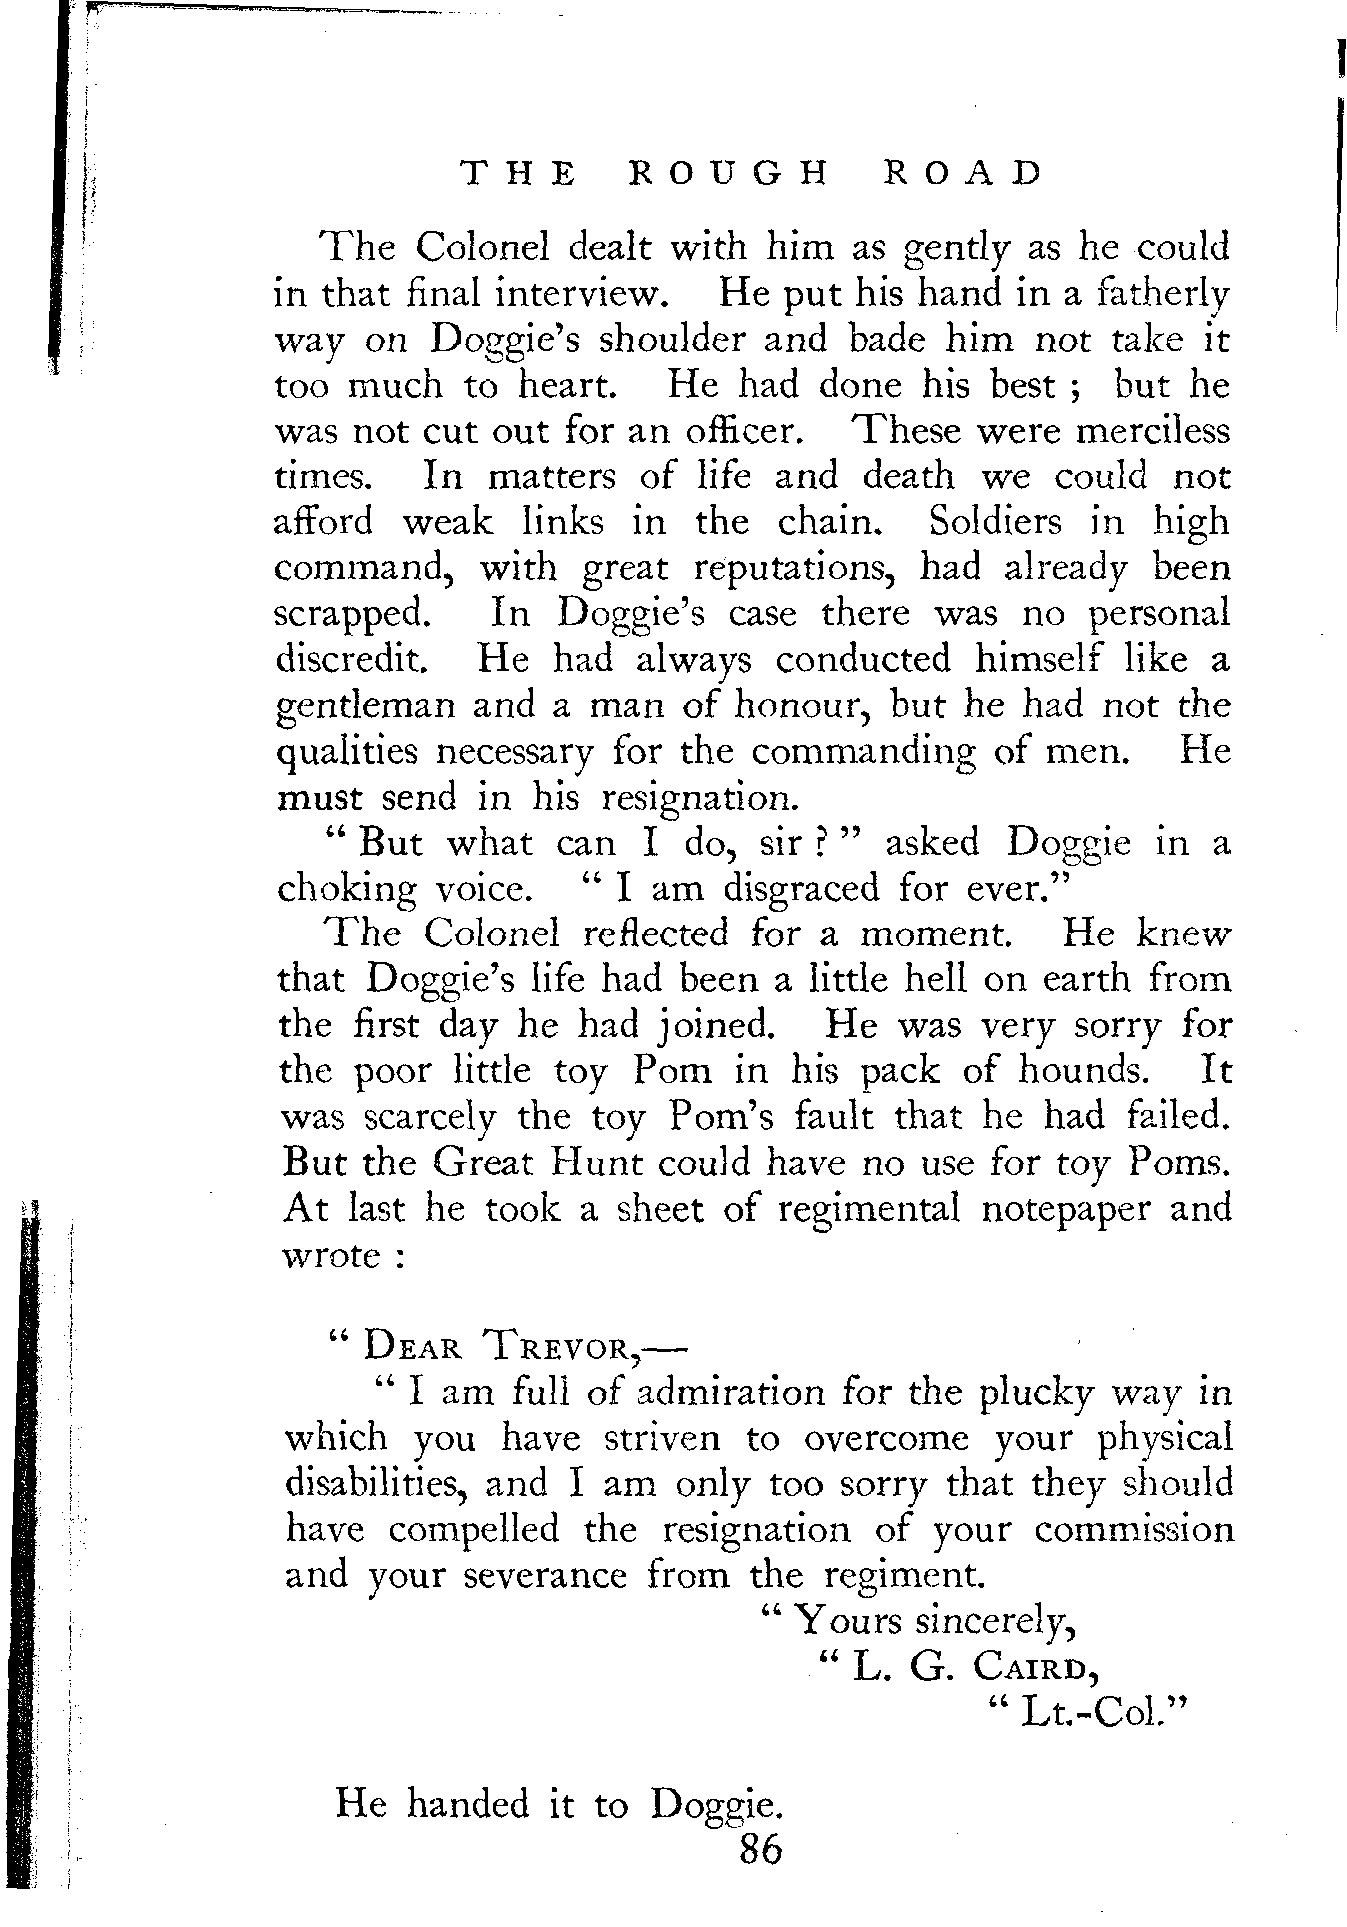 THE ROUGH ROAD
The Colonel dealt with him as gently as he could
in that final interview. He put his hand in a fatherly
way on Doggie's shoulder and bade him not take it
too much to heart. He had done his best ; but he
was not cut out for an officer. These were merciless
times. In matters of life and death we could not
afford weak links in the chain. Soldiers in high
command, with great reputations, had already been
scrapped. In Doggie's case there was no personal
discredit. He had always conducted himself like a
gentleman and a man of honour, but he had not the
qualities necessary for the commanding of men. He
must send in his resignation.
“ But what can I do, sir ? ” asked Doggie in a
choking voice. “ I am disgraced for ever.”
The Colonel reflected for a moment. He knew
that Doggie's life had been a little hell on earth from
the first day he had joined. He was very sorry for
the poor little toy Pom in his pack of hounds. It
was scarcely the toy Pom's fault that he had failed.
But the Great Hunt could have no use for toy Poms.
At last he took a sheet of regimental notepaper and
wrote :
“ DEAR TREVOR,—
“ I am full of admiration for the plucky way in
which you have striven to overcome your physical
disabilities, and I am only too sorry that they should
have compelled the resignation of your commission
and your severance from the regiment.
“ Yours sincerely,
“ L. G. CAIRD,
“ Lt.-Col.”
He handed it to Doggie.
86